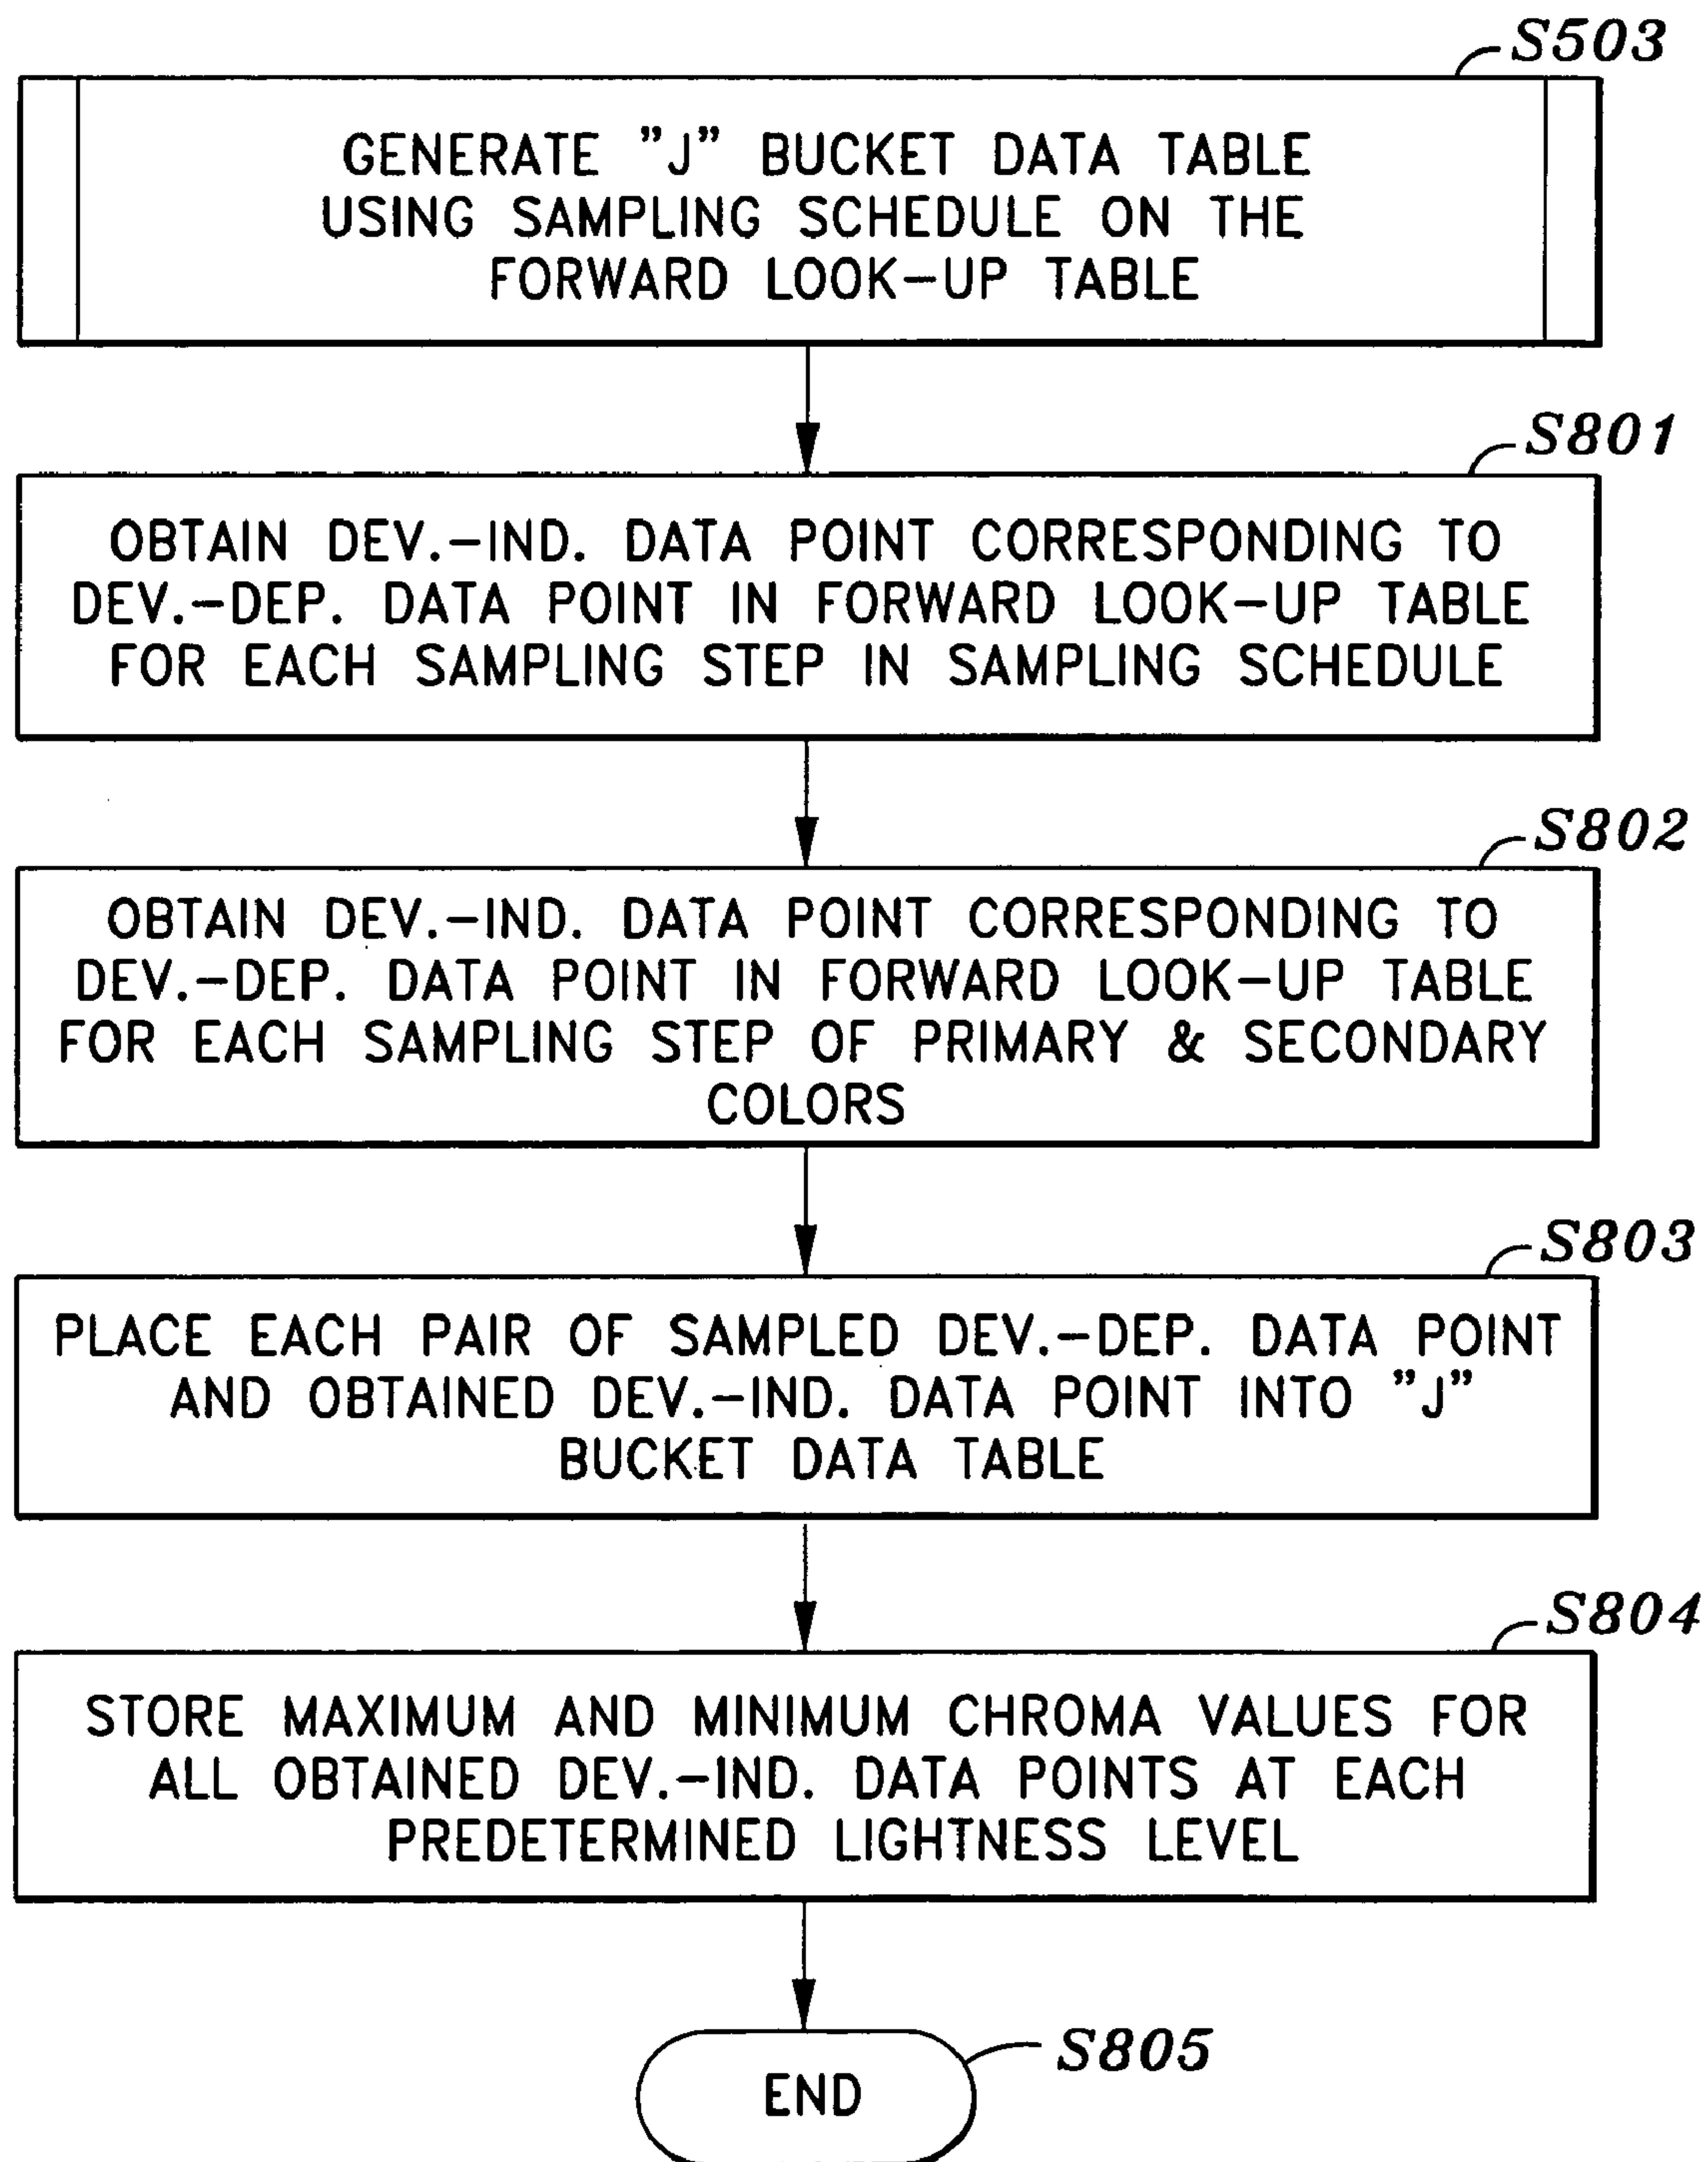 S503
GENERATE ”J” BUCKET DATA TABLE
USING SAMPLING SCHEDULE ON THE
FORWARD LOOK-UP TABLE
S801
OBTAIN DEV.-IND. DATA POINT CORRESPONDING TO
DEV.-DEP. DATA POINT IN FORWARD LOOK-UP TABLE
FOR EACH SAMPLING STEP IN SAMPLING SCHEDULE
S802
OBTAIN DEV.-IND. DATA POINT CORRESPONDING TO
DEV.-DEP. DATA POINT IN FORWARD LOOK-UP TABLE
FOR EACH SAMPLING STEP OF PRIMARY & SECONDARY
COLORS
S803
PLACE EACH PAIR OF SAMPLED DEV.-DEP. DATA POINT
AND OBTAINED DEV.-IND. DATA POINT INTO ”J”
BUCKET DATA TABLE
S804
STORE MAXIMUM AND MINIMUM CHROMA VALUES FOR
ALL OBTAINED DEV.-IND. DATA POINTS AT EACH
PREDETERMINED LIGHTNESS LEVEL
S805
END